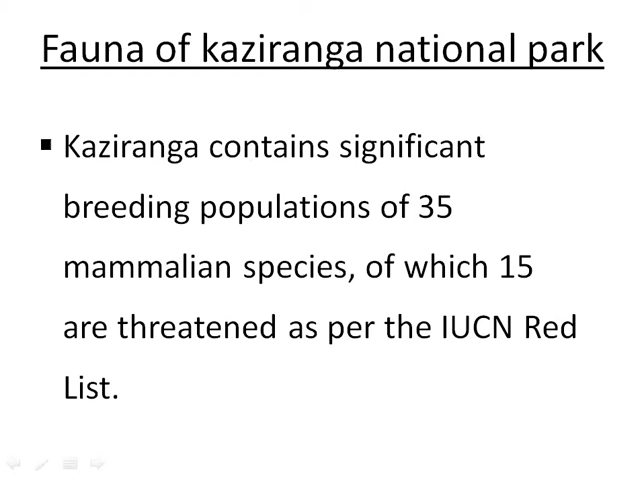 Fauna of kaziranga national park
▪ Kaziranga contains significant
breeding populations of 35
mammalian species, of which 15
are threatened as per the IUCN Red
List.